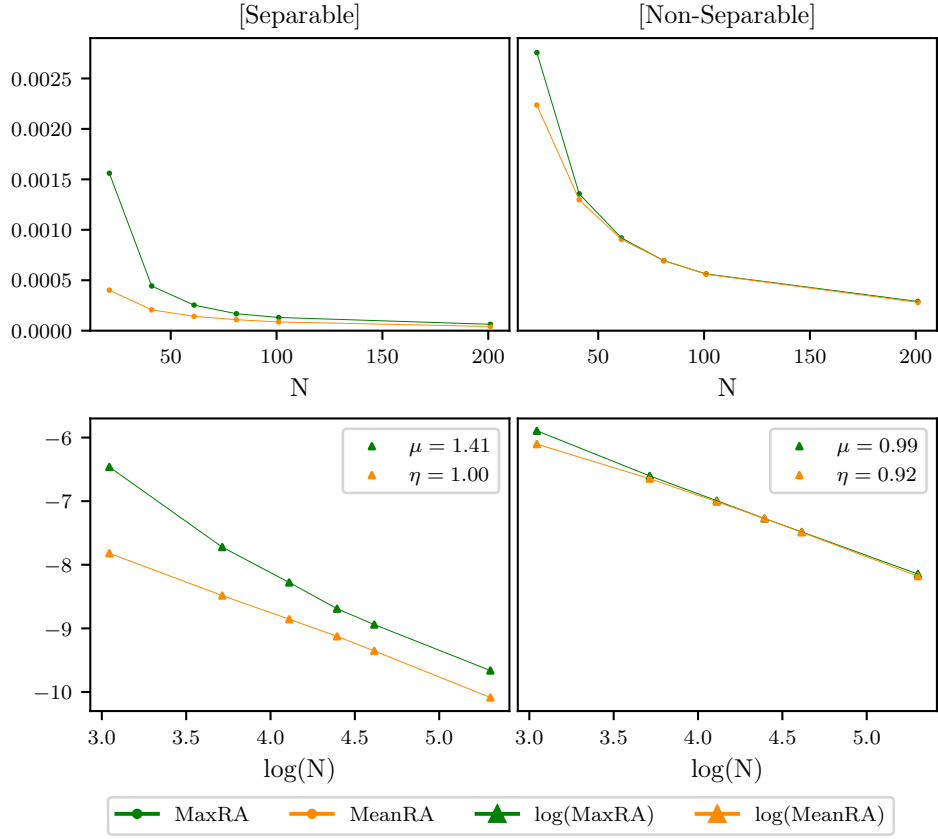 [Separable] [Non-Separable]
0.0025
0.0020
0.0015
0.0010
0.0005
0.0000
50 100 150 200 50 100 150 200
N N
−6
−7
−8
−9
−10
μ = 1.41
η = 1.00
μ = 0.99
η = 0.92
3.0 3.5 4.0 4.5 5.0 3.0 3.5 4.0 4.5 5.0
log(N) log(N)
MaxRA MeanRA log(MaxRA) log(MeanRA)